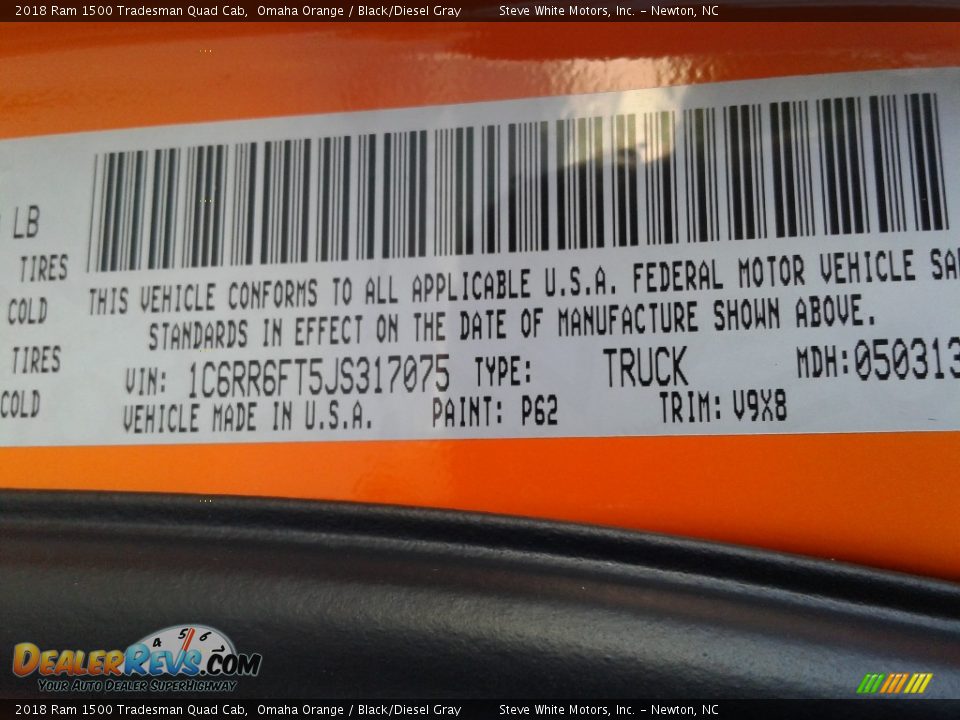 2018 Ram 1500 Tradesman Quad Cab,  Omaha Orange / Black/Diesel Gray    Steve White Motors, Inc. - Newton, NC
LB
TIRES
COLD
TIRES
COLD
THIS VEHICLE CONFORMS TO ALL APPLICABLE U.S.A. FEDERAL MOTOR VEHICLE SA
STANDARDS IN EFFECT ON THE DATE OF MANUFACTURE SHOWN ABOVE.
VIN: 1C6RR6FT5JS317075 TYPE: TRUCK MDH:050313
VEHICLE MADE IN U.S.A. PAINT: P62 TRIM: V9X8
4 5 6
DEALERREVS.COM
YOUR AUTO DEALER SUPERHIGHWAY
2018 Ram 1500 Tradesman Quad Cab,  Omaha Orange / Black/Diesel Gray    Steve White Motors, Inc. - Newton, NC